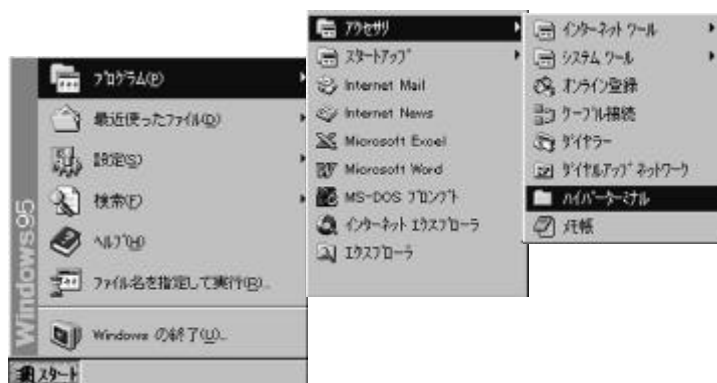 プログラム(P)
最近使ったファイル(D)
設定(S)
検索(F)
ヘルプ(H)
ファイル名を指定して実行(R)...
Windows の終了(U)...
Windows95
スタート
アクセサリ
スタートアップ
Internet Mail
Internet News
Microsoft Excel
Microsoft Word
MS-DOS プロンプト
インターネット エクスプローラ
エクスプローラ
インターネット ツール
システム ツール
オンライン登録
ケーブル接続
ダイヤラー
ダイヤルアップ ネットワーク
ハイパーターミナル
メモ帳